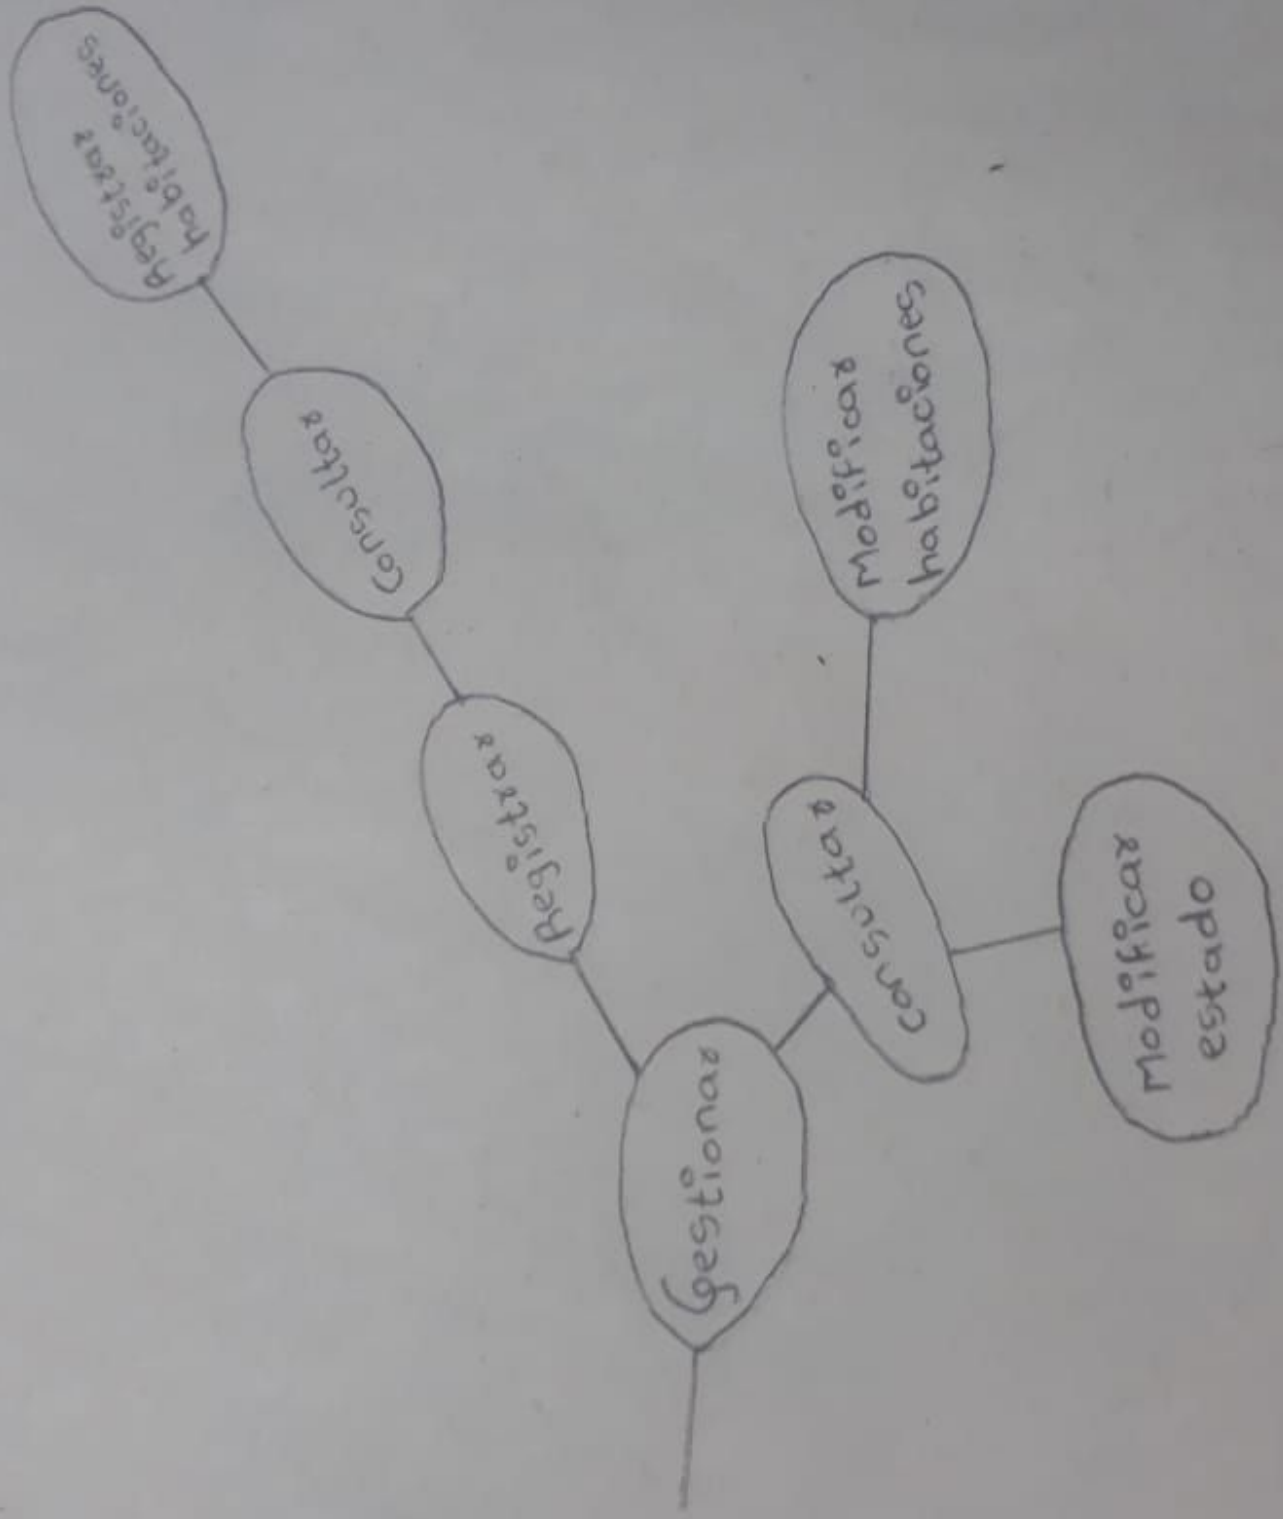 Gestionar
Registrar
Consultar
Registrar
habitaciones
Consultar
Modificar
habitaciones
Modificar
estado